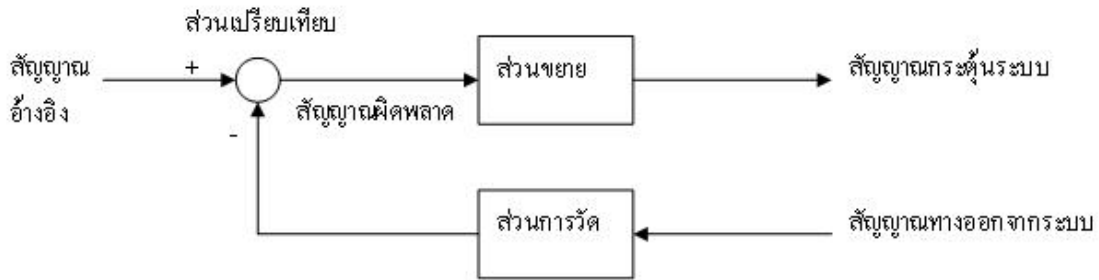 ส่วนเปรียบเทียบ
สัญญาณ
อ้างอิง
+
-
สัญญาณผิดพลาด
ส่วนขยาย
สัญญาณกระตุ้นระบบ
ส่วนการวัด
สัญญาณทางออกจากระบบ